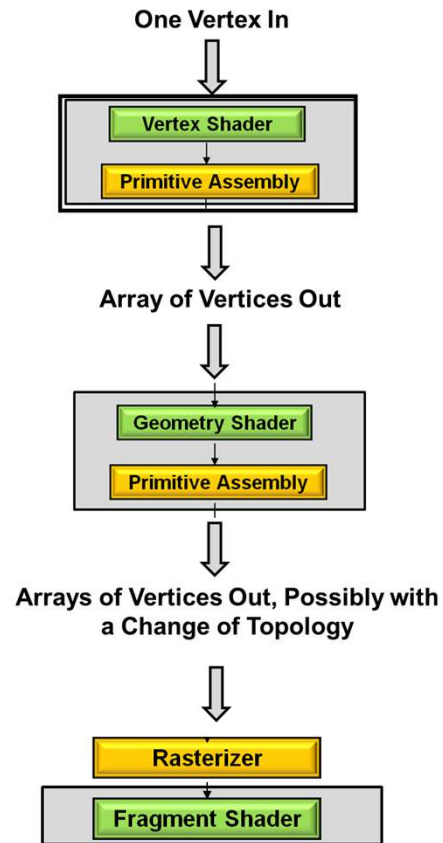 One Vertex In
Vertex Shader
Primitive Assembly
Array of Vertices Out
Geometry Shader
Primitive Assembly
Arrays of Vertices Out, Possibly with
a Change of Topology
Rasterizer
Fragment Shader